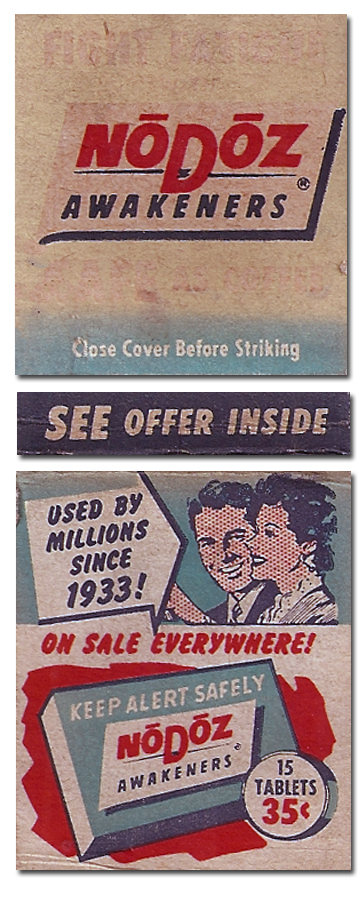 NŌDŌZ®
AWAKENERS
Close Cover Before Striking
SEE OFFER INSIDE
USED BY
MILLIONS
SINCE
1933!
ON SALE EVERYWHERE!
KEEP ALERT SAFELY
NŌDŌZ®
AWAKENERS
15
TABLETS
35¢